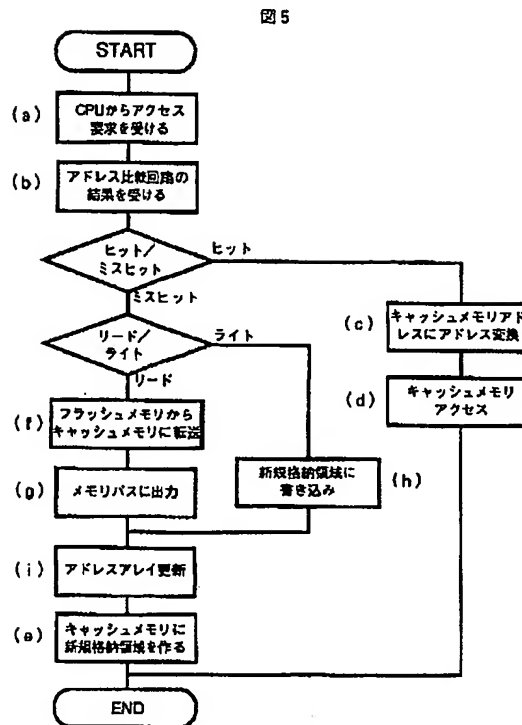 図5
START
(a)
CPUからアクセス
要求を受ける
(b)
アドレス比較回路の
結果を受ける
ヒット/
ミスヒット
ヒット
ミスヒット
リード/
ライト
ライト
リード
(c)
キャッシュメモリアド
レスにアドレス変換
(d)
キャッシュメモリ
アクセス
(f)
フラッシュメモリから
キャッシュメモリに転送
(g)
メモリバスに出力
新規格納領域に
書き込み
(h)
(i)
アドレスアレイ更新
(e)
キャッシュメモリに
新規格納領域を作る
END